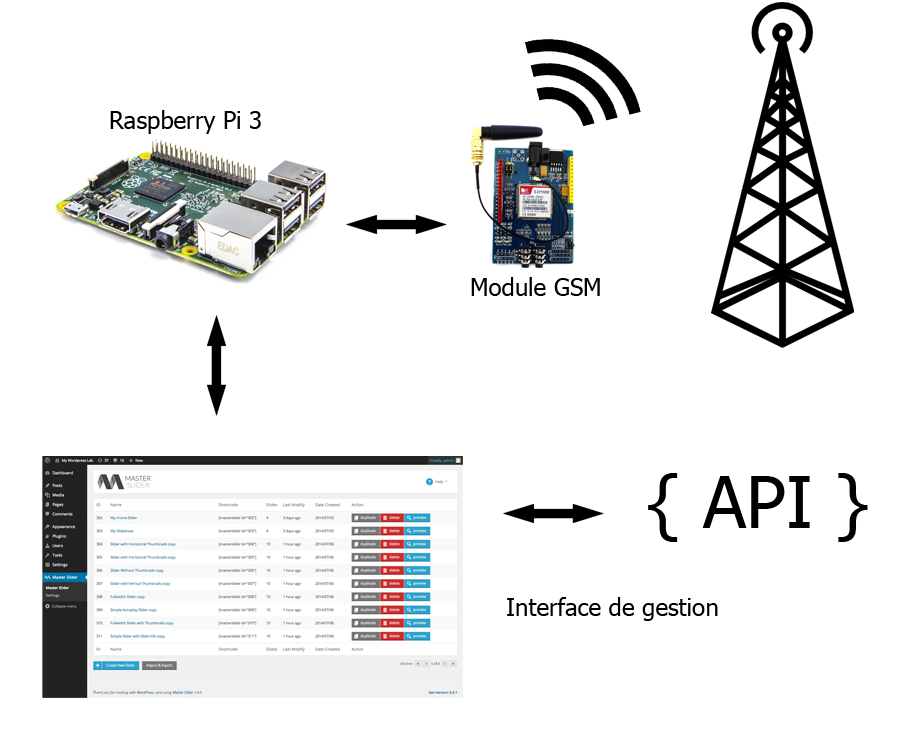 Raspberry Pi 3
EDAC
SIM900
Module GSM
My Wordpress Lab 37 16 + New
Howdy, admin
Dashboard
Posts
Media
Pages
Comments
Appearance
Plugins
Users
Tools
Settings
Master Slider
Master Slider
Settings
Collapse menu
MASTER
SLIDER
? Help
ID Name Shortcode Slides Last Modify Date Created Action
302 My Home Slider [masterslider id="302"] 4 3 days ago 2014/07/03 duplicate delete preview
303 My Slideshow [masterslider id="303"] 4 3 days ago 2014/07/03 duplicate delete preview
304 Slider with Horizontal Thumbnails copy [masterslider id="304"] 10 1 hour ago 2014/07/06 duplicate delete preview
305 Slider with Horizontal Thumbnails copy [masterslider id="305"] 10 1 hour ago 2014/07/06 duplicate delete preview
306 Slider Without Thumbnails copy [masterslider id="306"] 10 1 hour ago 2014/07/06 duplicate delete preview
307 Slider with Vertical Thumbnails copy [masterslider id="307"] 10 1 hour ago 2014/07/06 duplicate delete preview
308 Fullwidth Slider copy [masterslider id="308"] 10 1 hour ago 2014/07/06 duplicate delete preview
309 Simple Autoplay Slider copy [masterslider id="309"] 10 1 hour ago 2014/07/06 duplicate delete preview
310 Fullwidth Slider with Thumbnails copy [masterslider id="310"] 10 1 hour ago 2014/07/06 duplicate delete preview
311 Simple Slider with Slide Info copy [masterslider id="311"] 10 1 hour ago 2014/07/06 duplicate delete preview
ID Name Shortcode Slides Last Modify Date Created Action
+ Create New Slider Import & Export
items « ‹ 5 of 6 › »
Thank you for creating with WordPress, and using Master Slider
Get Version
{ API }
Interface de gestion